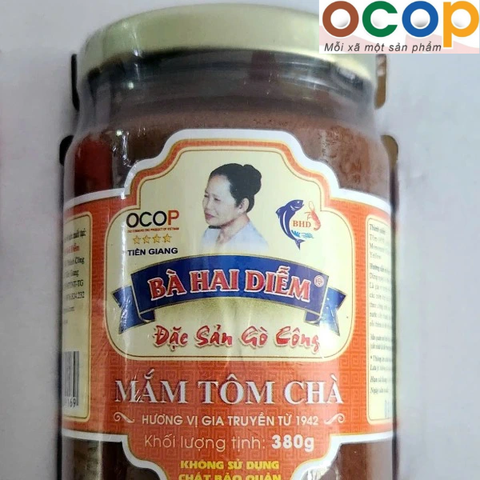 ocop
Mỗi xã một sản phẩm
OCOP
TIỀN GIANG
BHD
BÀ HAI DIỄM®
Đặc Sản Gò Công
MẮM TÔM CHÀ
HƯƠNG VỊ GIA TRUYỀN TỪ 1942
Khối lượng tịnh: 380g
KHÔNG SỬ DỤNG
CHẤT BẢO QUẢN